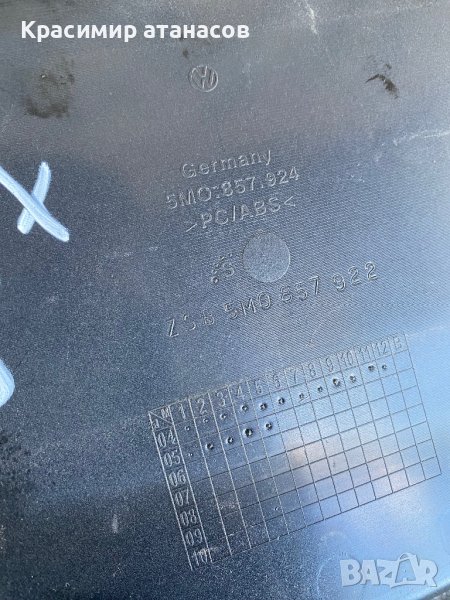 Красимир атанасов
Germany
5M0.857.924
>PC/ABS<
5M0 857 922
M 1 2 3 4 5 6 7 8 9 10 11 12 B
04
05
06
07
08
09
10
BAZAR